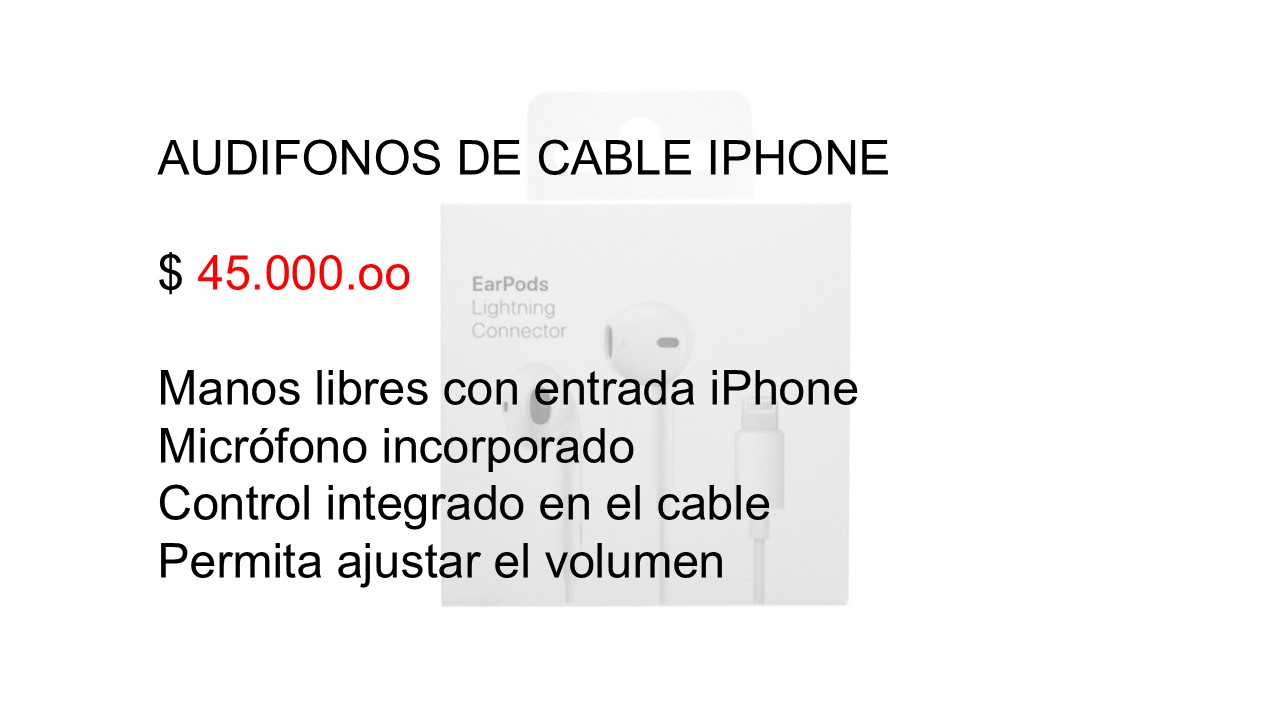 AUDIFONOS DE CABLE IPHONE
$ 45.000.oo
EarPods
Lightning
Connector
Manos libres con entrada iPhone
Micrófono incorporado
Control integrado en el cable
Permita ajustar el volumen